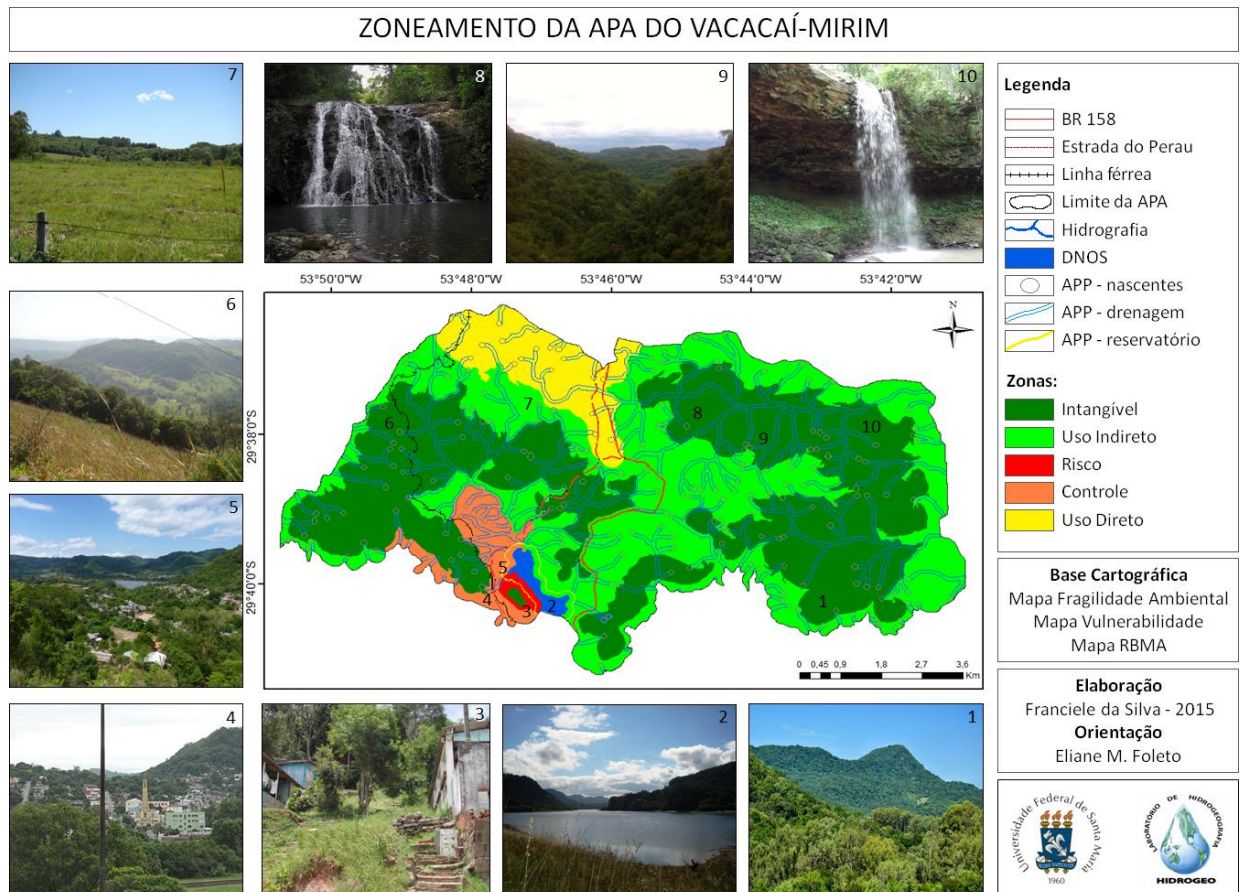 ZONEAMENTO DA APA DO VACACAÍ-MIRIM
7
8
9
10
6
5
4
3
2
1
53°50'0"W
53°48'0"W
53°46'0"W
53°44'0"W
53°42'0"W
29°38'0"S
29°40'0"S
N
6
7
8
9
10
5
1
4
3
2
1
0 0,45 0,9 1,8 2,7 3,6
Km
Legenda
BR 158
Estrada do Perau
Linha férrea
Limite da APA
Hidrografia
DNOS
APP - nascentes
APP - drenagem
APP - reservatório
Zonas:
Intangível
Uso Indireto
Risco
Controle
Uso Direto
Base Cartográfica
Mapa Fragilidade Ambiental
Mapa Vulnerabilidade
Mapa RBMA
Elaboração
Franciele da Silva - 2015
Orientação
Eliane M. Foleto
Universidade Federal de Santa Maria
1960
LABORATÓRIO DE HIDROGEOGRAFIA
HIDROGEO